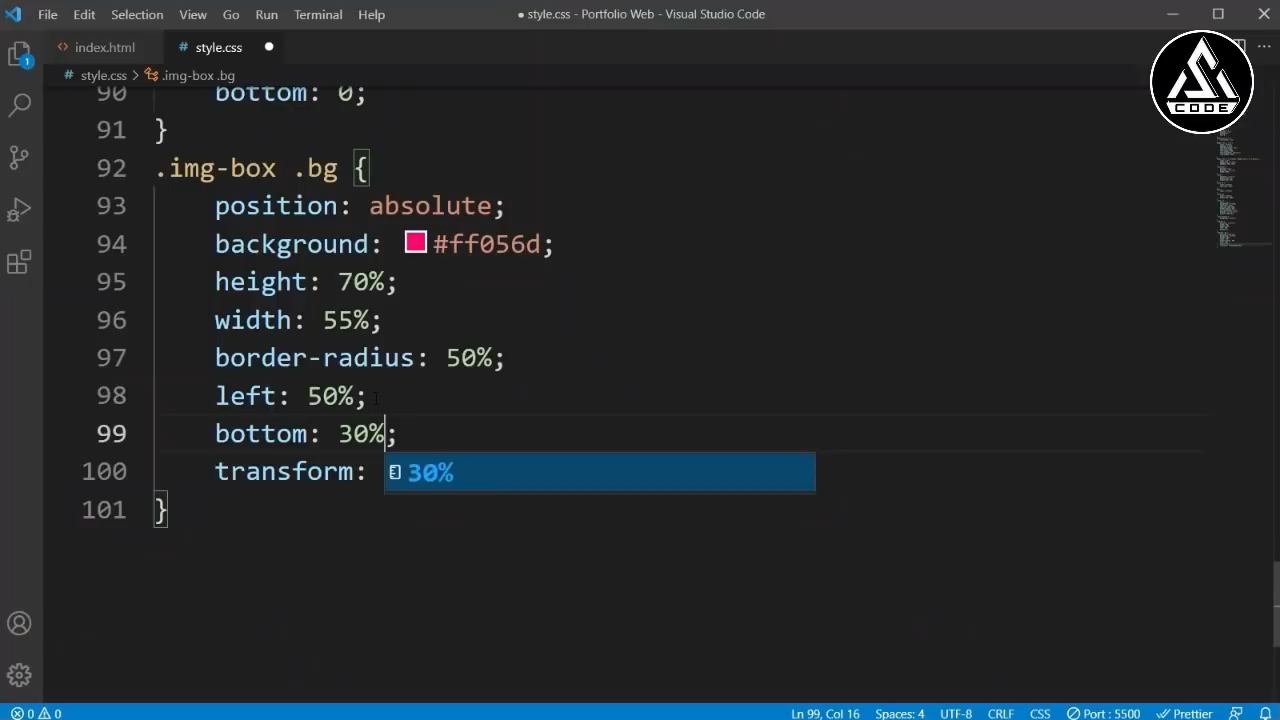 File Edit Selection View Go Run Terminal Help
● style.css - Portfolio Web - Visual Studio Code
index.html
# style.css ●
# style.css > .img-box .bg
CODE
1
90 bottom: 0;
91 }
92 .img-box .bg {
93 position: absolute;
94 background: #ff056d;
95 height: 70%;
96 width: 55%;
97 border-radius: 50%;
98 left: 50%;
99 bottom: 30%;
100 transform:
30%
101 }
0 0 Ln 99, Col 16 Spaces: 4 UTF-8 CRLF CSS Port : 5500 Prettier